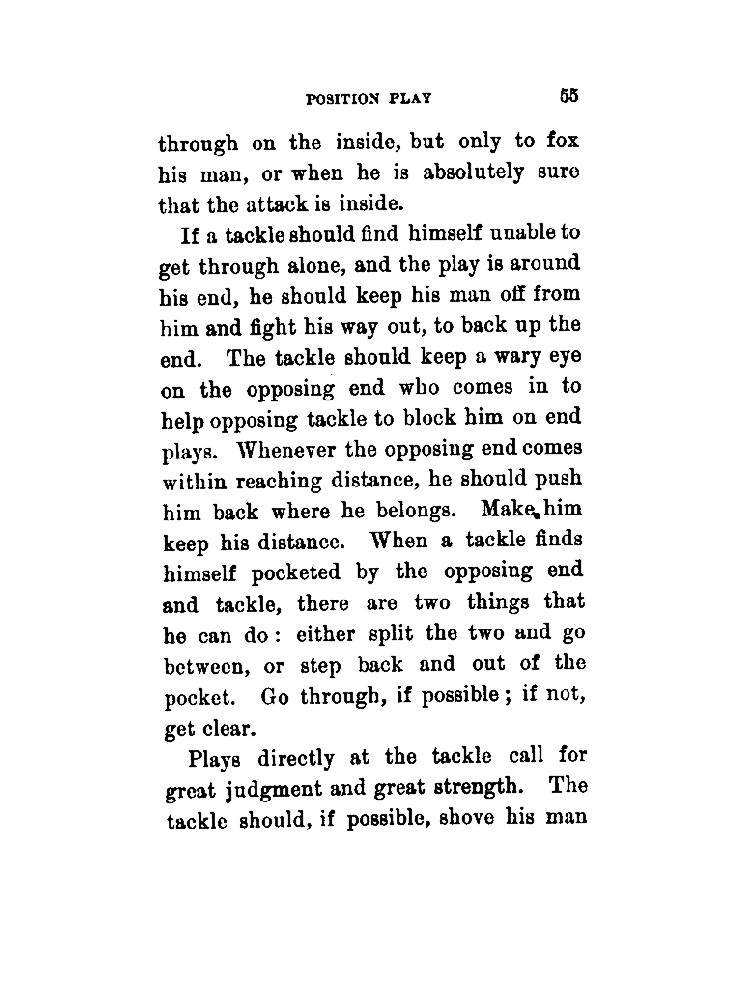 POSITION PLAY 55
through on the inside, but only to fox
his man, or when he is absolutely sure
that the attack is inside.
If a tackle should find himself unable to
get through alone, and the play is around
his end, he should keep his man off from
him and fight his way out, to back up the
end. The tackle should keep a wary eye
on the opposing end who comes in to
help opposing tackle to block him on end
plays. Whenever the opposing end comes
within reaching distance, he should push
him back where he belongs. Make him
keep his distance. When a tackle finds
himself pocketed by the opposing end
and tackle, there are two things that
he can do: either split the two and go
between, or step back and out of the
pocket. Go through, if possible; if not,
get clear.
Plays directly at the tackle call for
great judgment and great strength. The
tackle should, if possible, shove his man